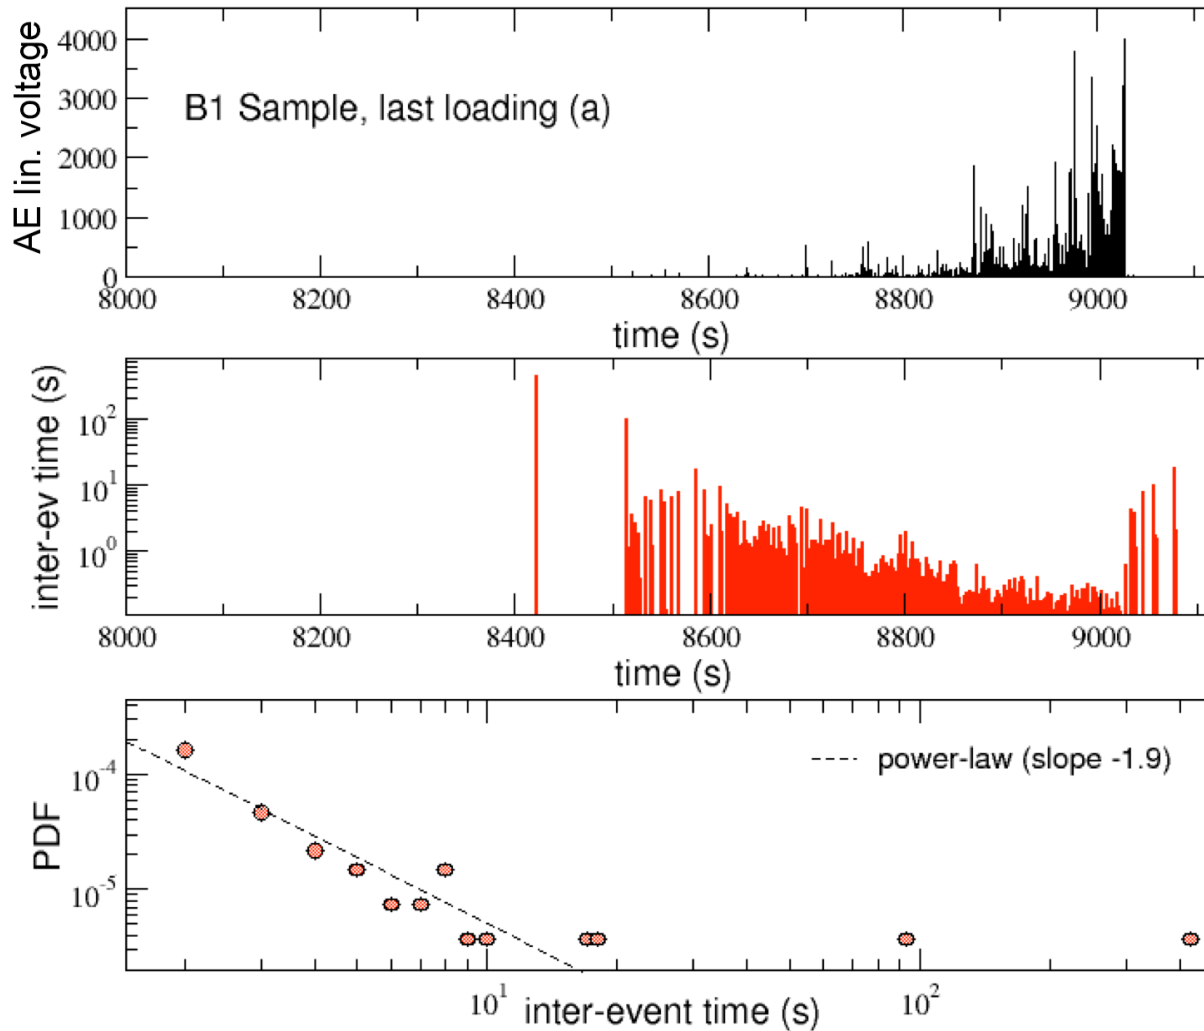 AE lin. voltage
4000
3000
2000
1000
0
B1 Sample, last loading (a)
8000 8200 8400 8600 8800 9000
time (s)
inter-ev time (s)
10^2
10^1
10^0
8000 8200 8400 8600 8800 9000
time (s)
PDF
10^-4
10^-5
power-law (slope -1.9)
10^1 10^2
inter-event time (s)